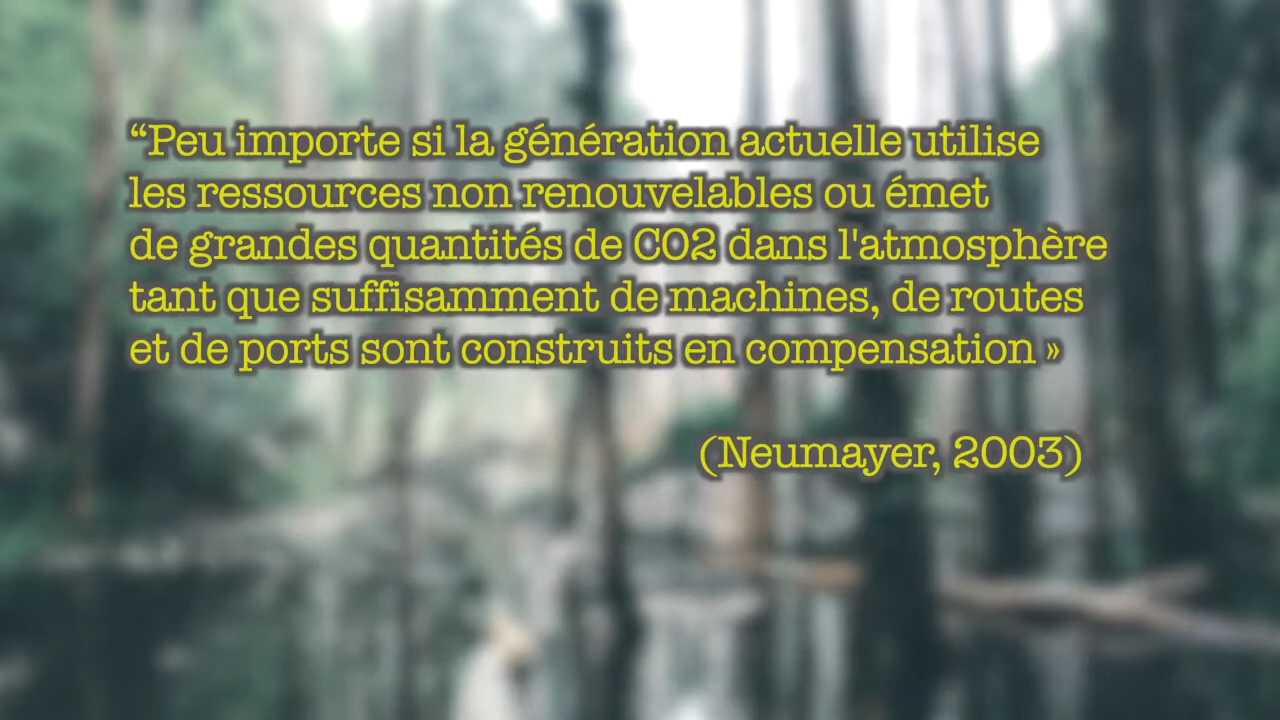 “Peu importe si la génération actuelle utilise
les ressources non renouvelables ou émet
de grandes quantités de CO2 dans l'atmosphère
tant que suffisamment de machines, de routes
et de ports sont construits en compensation »
(Neumayer, 2003)